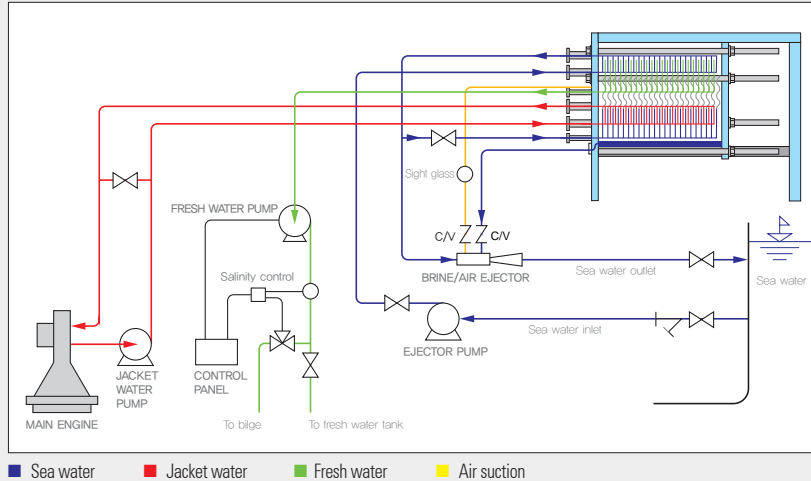 Sight glass
FRESH WATER PUMP
C/V
C/V
Salinity control
BRINE/AIR EJECTOR
Sea water outlet
Sea water
Sea water inlet
EJECTOR PUMP
JACKET
WATER
PUMP
CONTROL
PANEL
MAIN ENGINE
To bilge
To fresh water tank
Sea water
Jacket water
Fresh water
Air suction